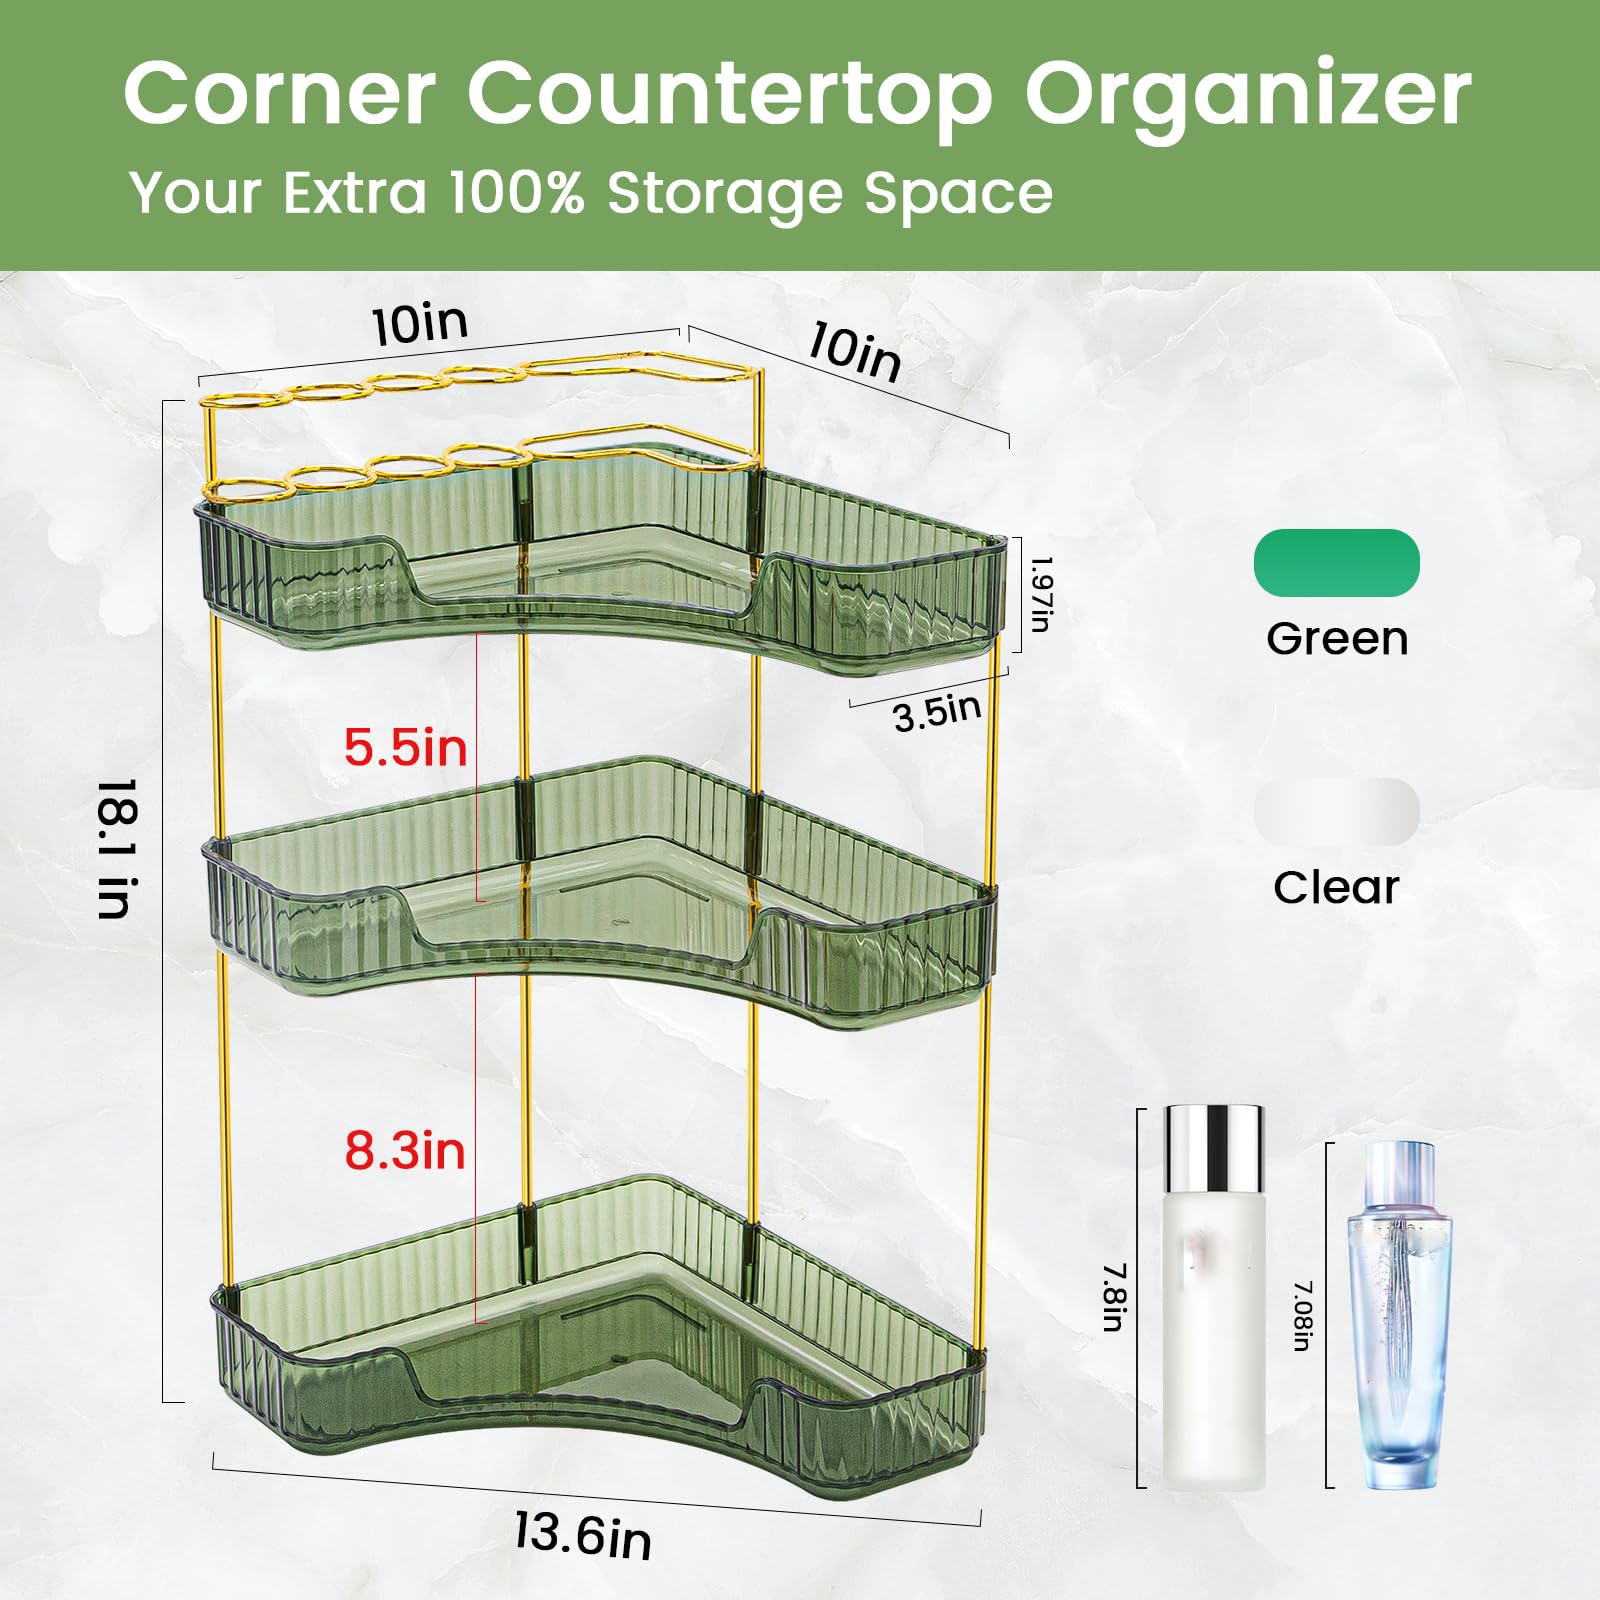 Corner Countertop Organizer
Your Extra 100% Storage Space
10in
10in
1.97in
3.5in
5.5in
18.1 in
8.3in
13.6in
Green
Clear
7.8in
7.08in